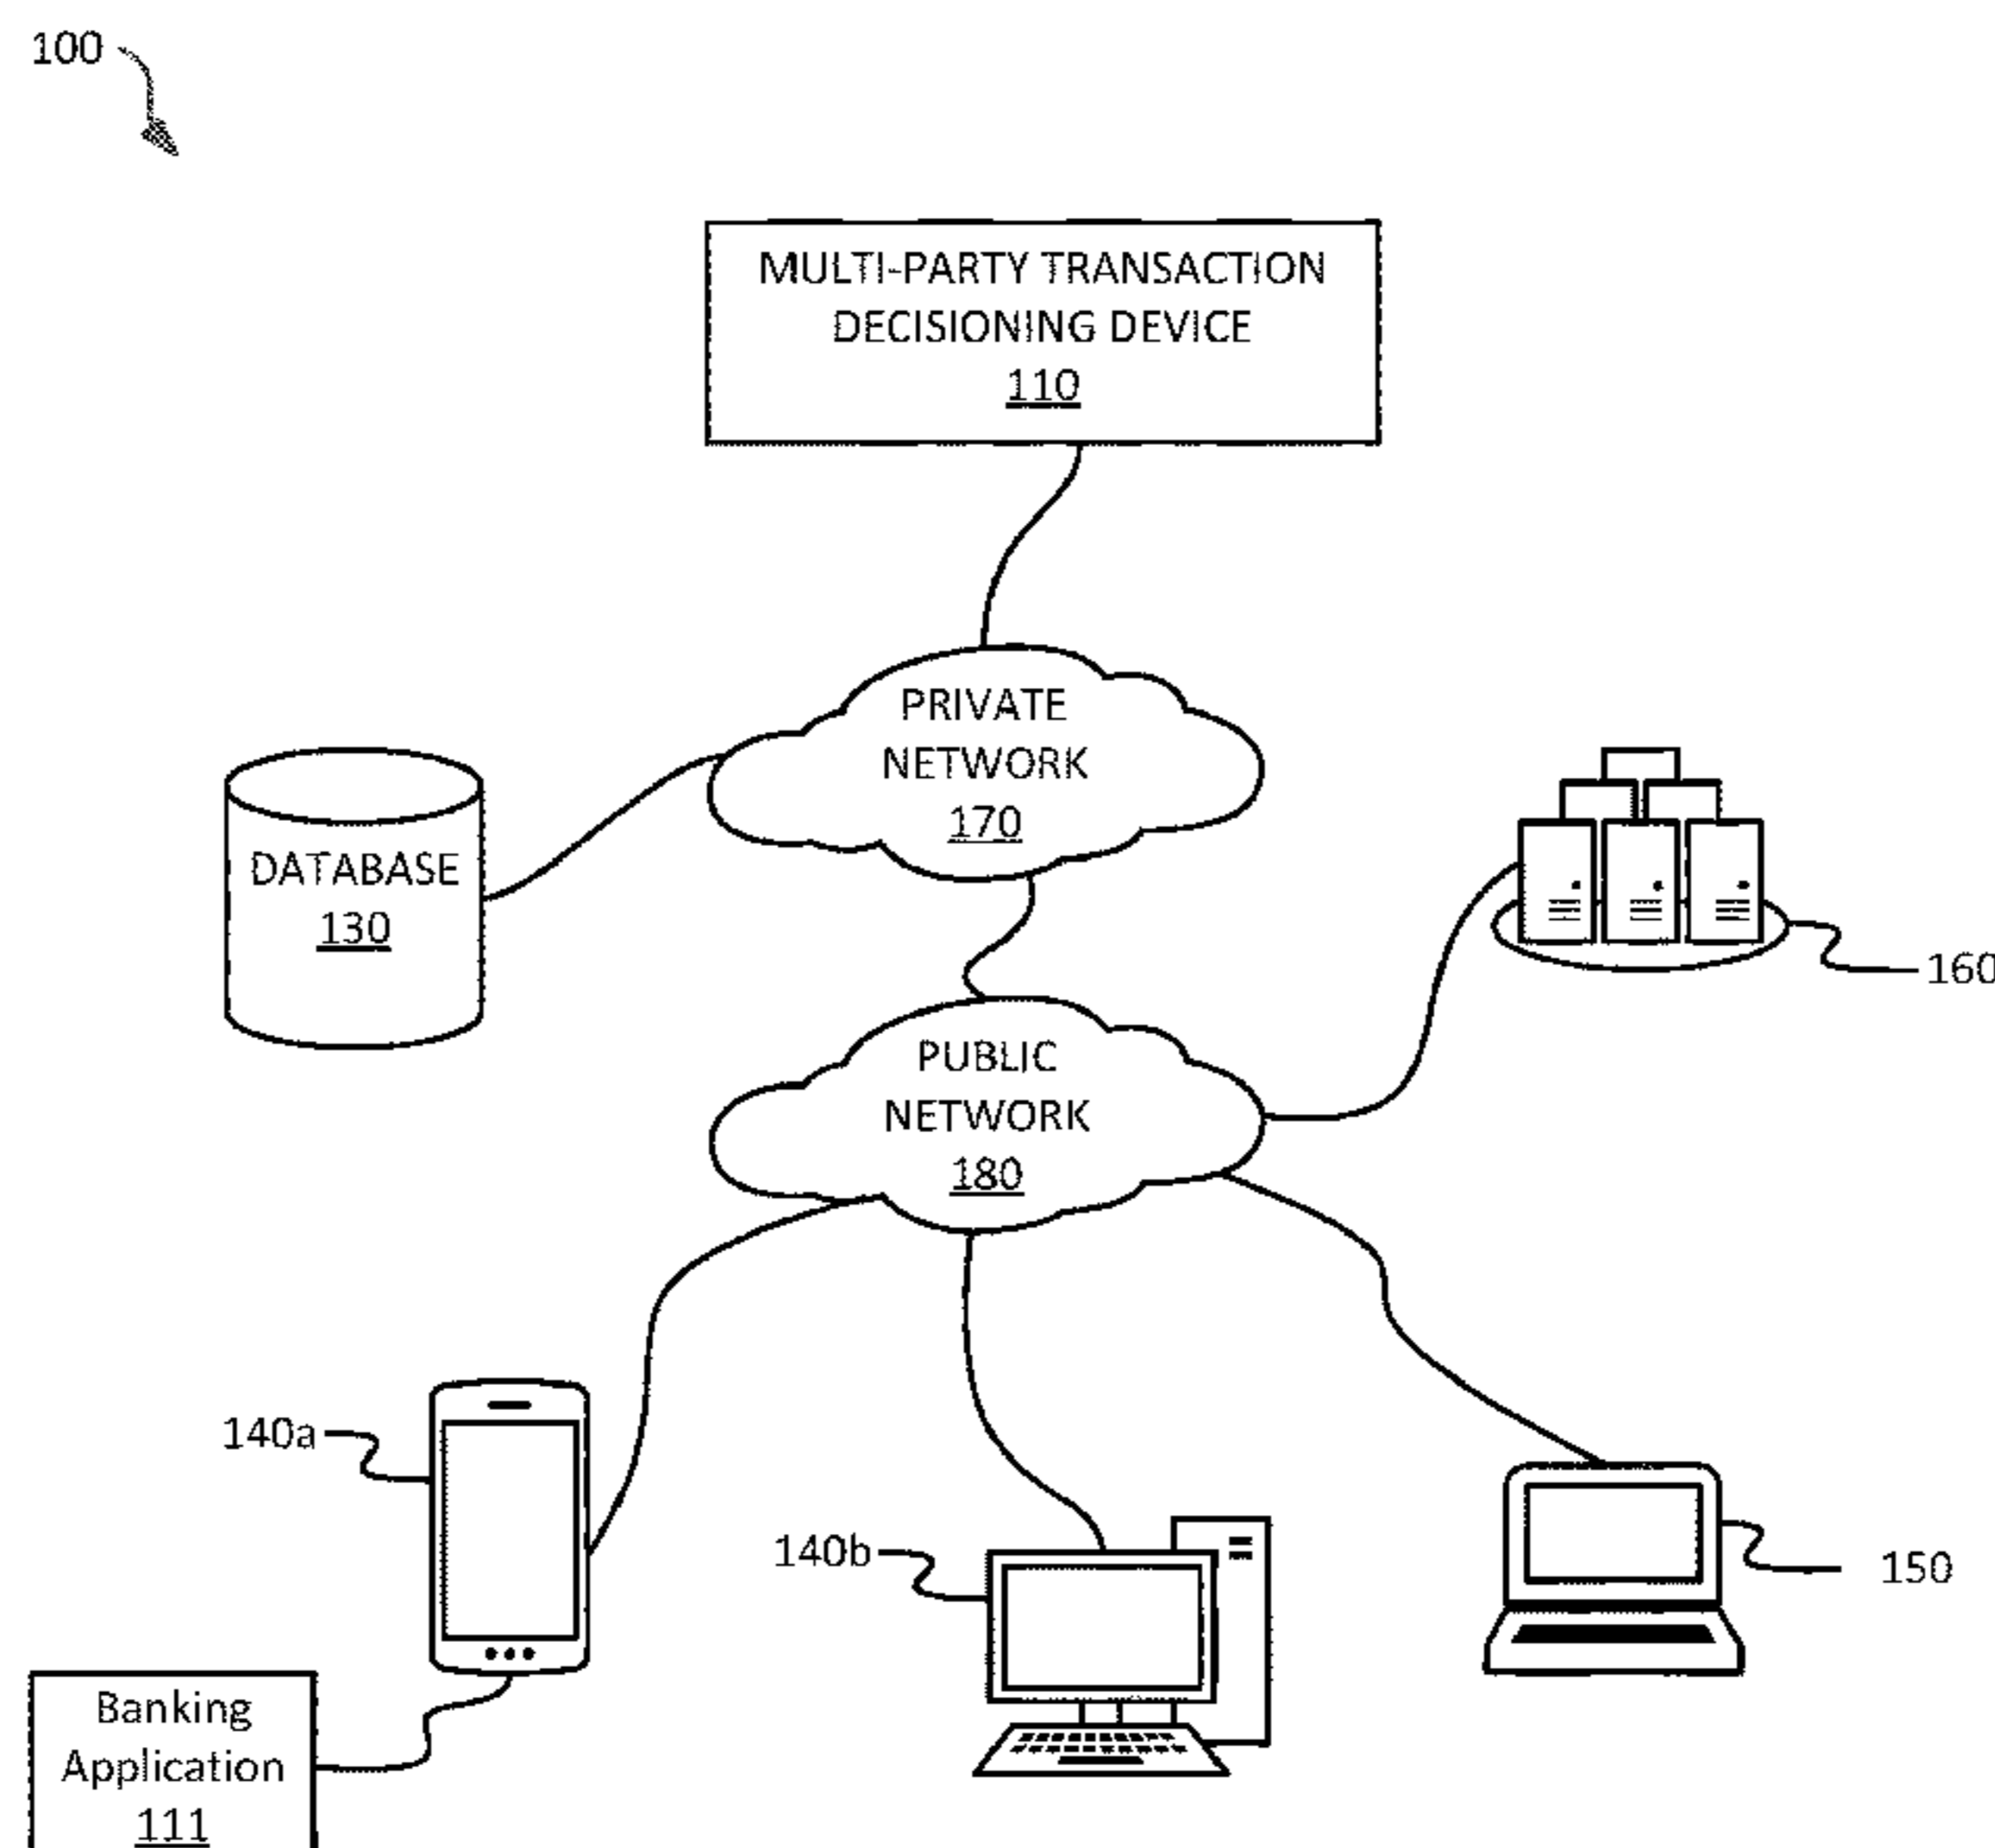 100
MULTI-PARTY TRANSACTION
DECISIONING DEVICE
110
PRIVATE
NETWORK
170
DATABASE
130
160
PUBLIC
NETWORK
180
140a
140b
150
Banking
Application
111